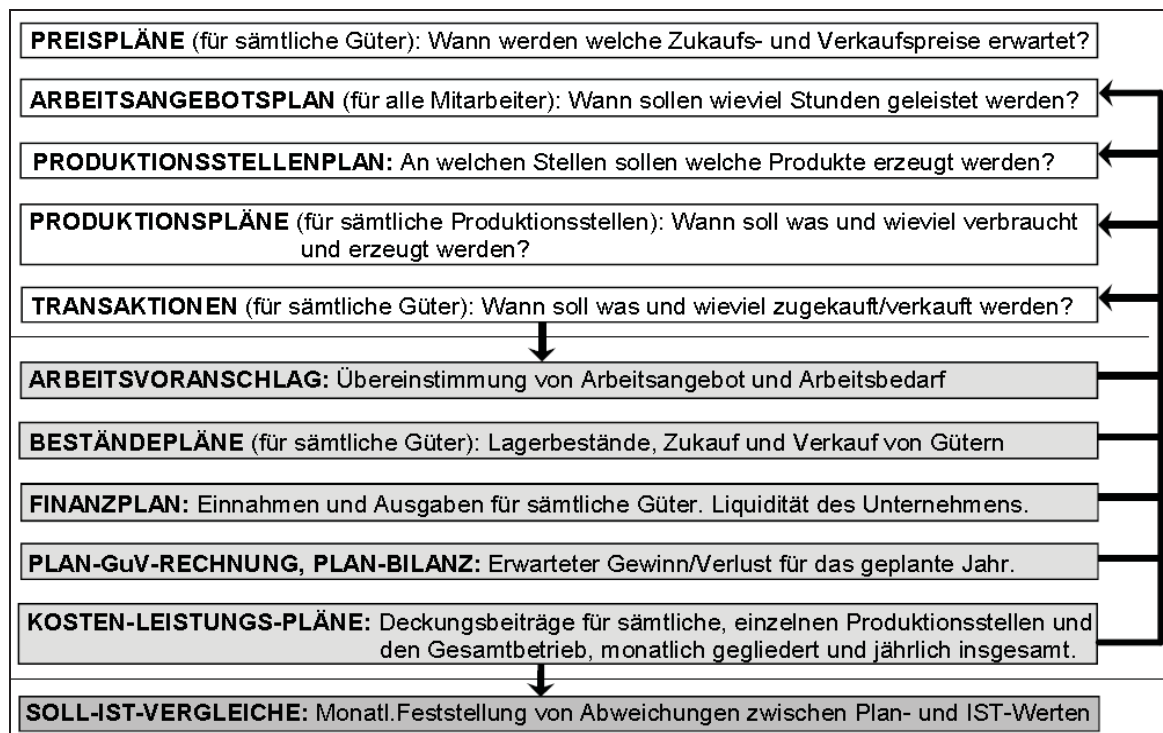 PREISPLÄNE (für sämtliche Güter): Wann werden welche Zukaufs- und Verkaufspreise erwartet?
ARBEITSANGEBOTSPLAN (für alle Mitarbeiter): Wann sollen wieviel Stunden geleistet werden?
PRODUKTIONSSTELLENPLAN: An welchen Stellen sollen welche Produkte erzeugt werden?
PRODUKTIONSPLÄNE (für sämtliche Produktionsstellen): Wann soll was und wieviel verbraucht
und erzeugt werden?
TRANSAKTIONEN (für sämtliche Güter): Wann soll was und wieviel zugekauft/verkauft werden?
ARBEITSVORANSCHLAG: Übereinstimmung von Arbeitsangebot und Arbeitsbedarf
BESTÄNDEPLÄNE (für sämtliche Güter): Lagerbestände, Zukauf und Verkauf von Gütern
FINANZPLAN: Einnahmen und Ausgaben für sämtliche Güter. Liquidität des Unternehmens.
PLAN-GuV-RECHNUNG, PLAN-BILANZ: Erwarteter Gewinn/Verlust für das geplante Jahr.
KOSTEN-LEISTUNGS-PLÄNE: Deckungsbeiträge für sämtliche, einzelnen Produktionsstellen und
den Gesamtbetrieb, monatlich gegliedert und jährlich insgesamt.
SOLL-IST-VERGLEICHE: Monatl.Feststellung von Abweichungen zwischen Plan- und IST-Werten